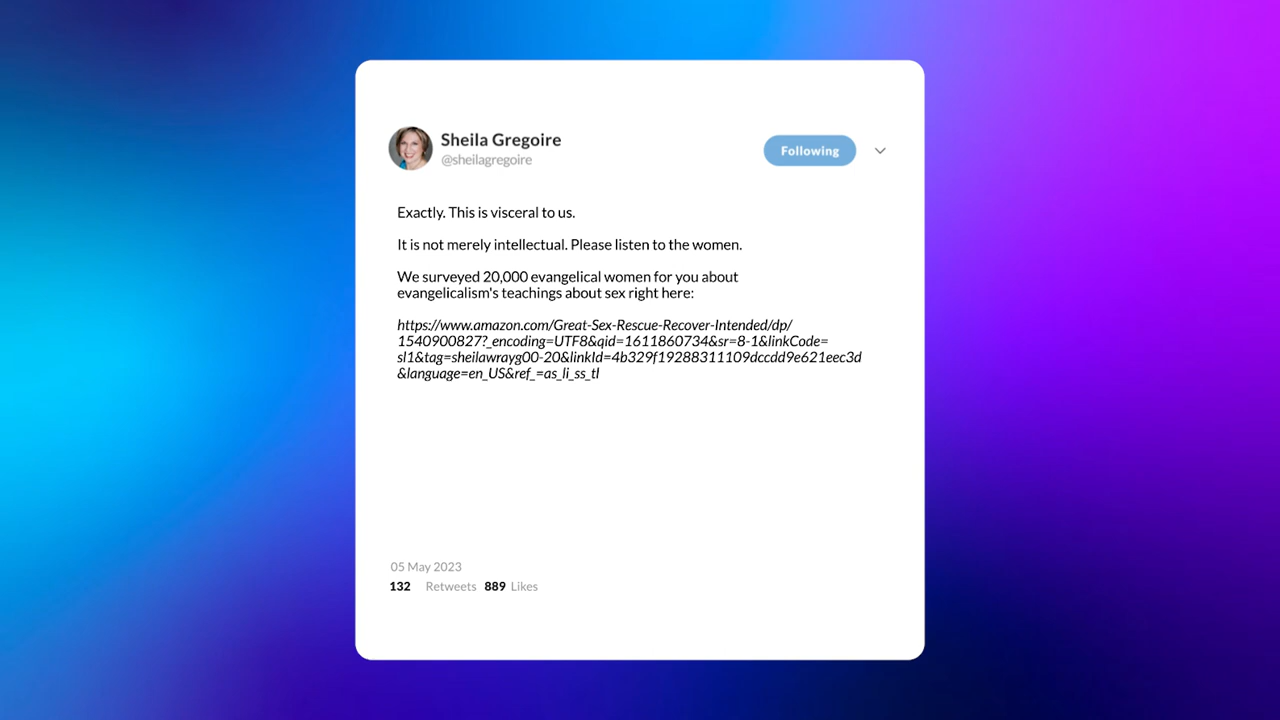 Sheila Gregoire
@sheilagregoire
Following
Exactly. This is visceral to us.
It is not merely intellectual. Please listen to the women.
We surveyed 20,000 evangelical women for you about
evangelicalism's teachings about sex right here:
https://www.amazon.com/Great-Sex-Rescue-Recover-Intended/dp/
1540900827?_encoding=UTF8&qid=1611860734&sr=8-1&linkCode=
sl1&tag=sheilawrayg00-20&linkId=4b329f19288311109dccdd9e621eec3d
&language=en_US&ref_=as_li_ss_tl
05 May 2023
132 Retweets 889 Likes